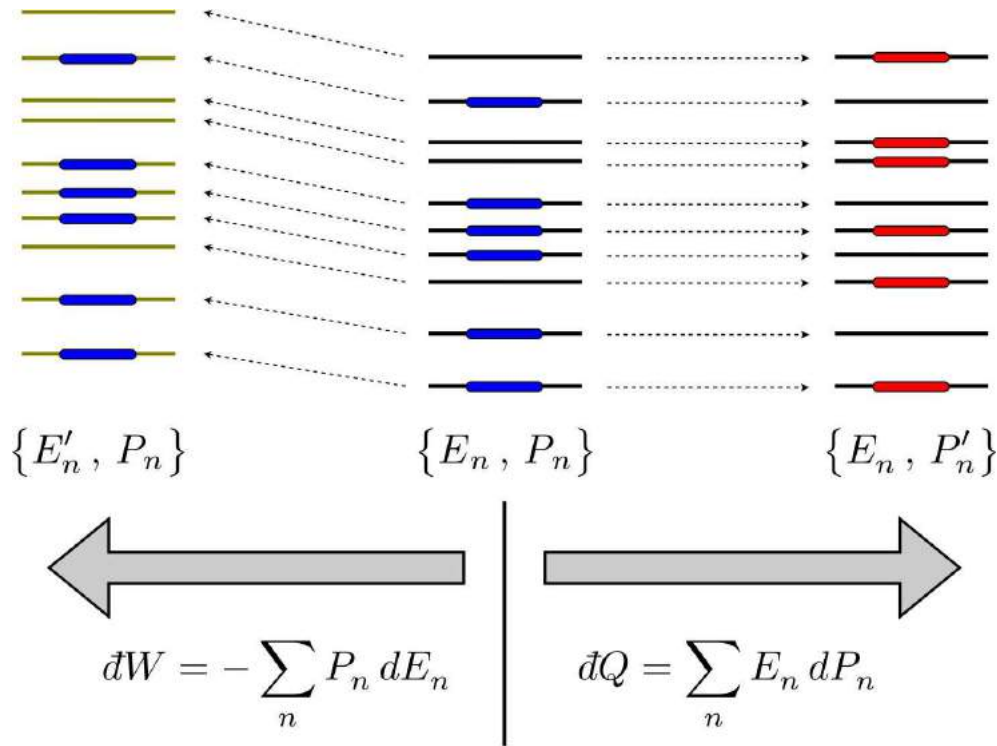 {E′ₙ , Pₙ} {Eₙ , Pₙ} {Eₙ , P′ₙ}
đW = − ∑ₙ Pₙ dEₙ đQ = ∑ₙ Eₙ dPₙ